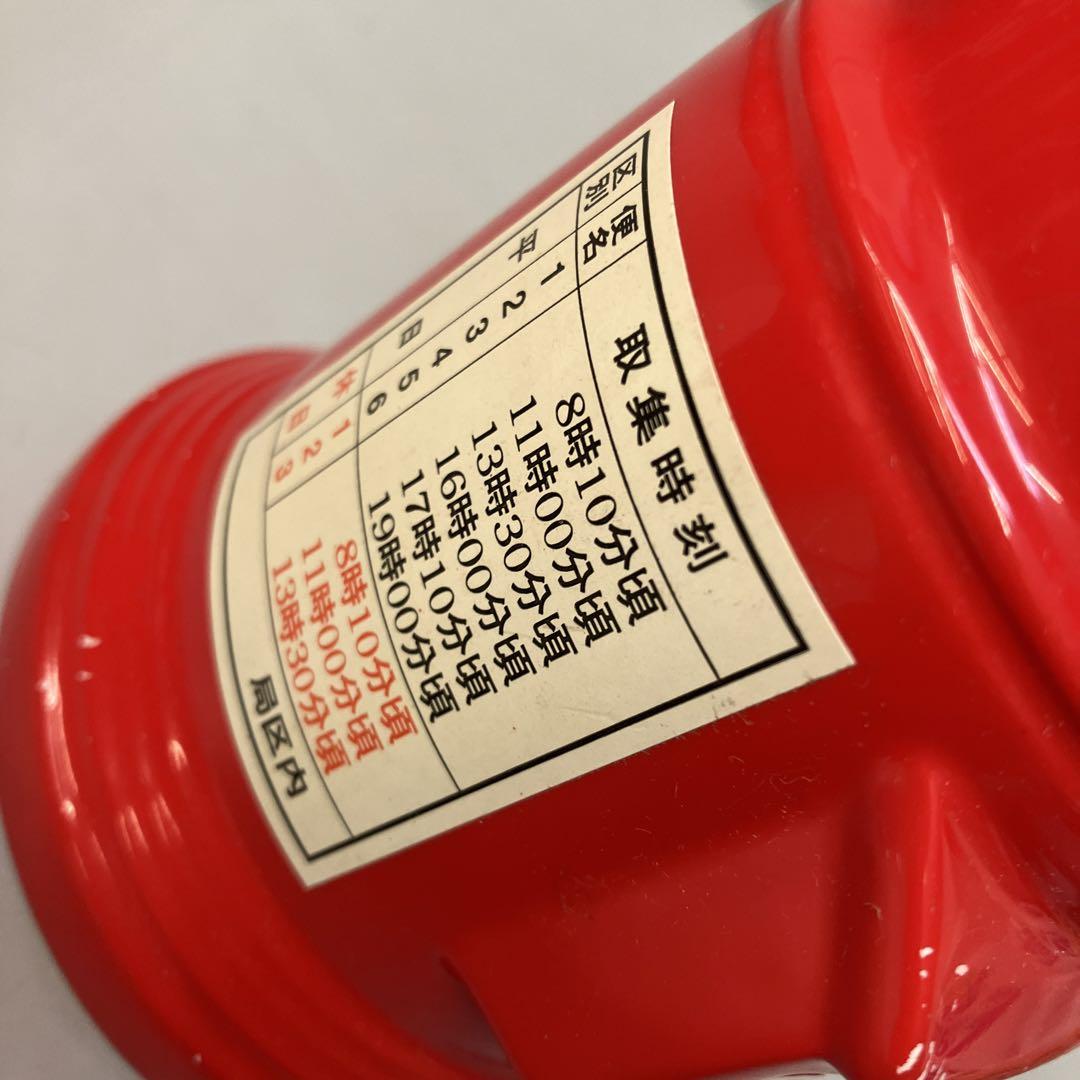 区別 便名 取集時刻
平日
1 8時10分頃
2 11時00分頃
3 13時30分頃
4 16時00分頃
5 17時10分頃
6 19時00分頃
休日
1 8時10分頃
2 11時00分頃
3 13時30分頃
局区内